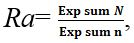 Ra= Exp sum N / Exp sum n,